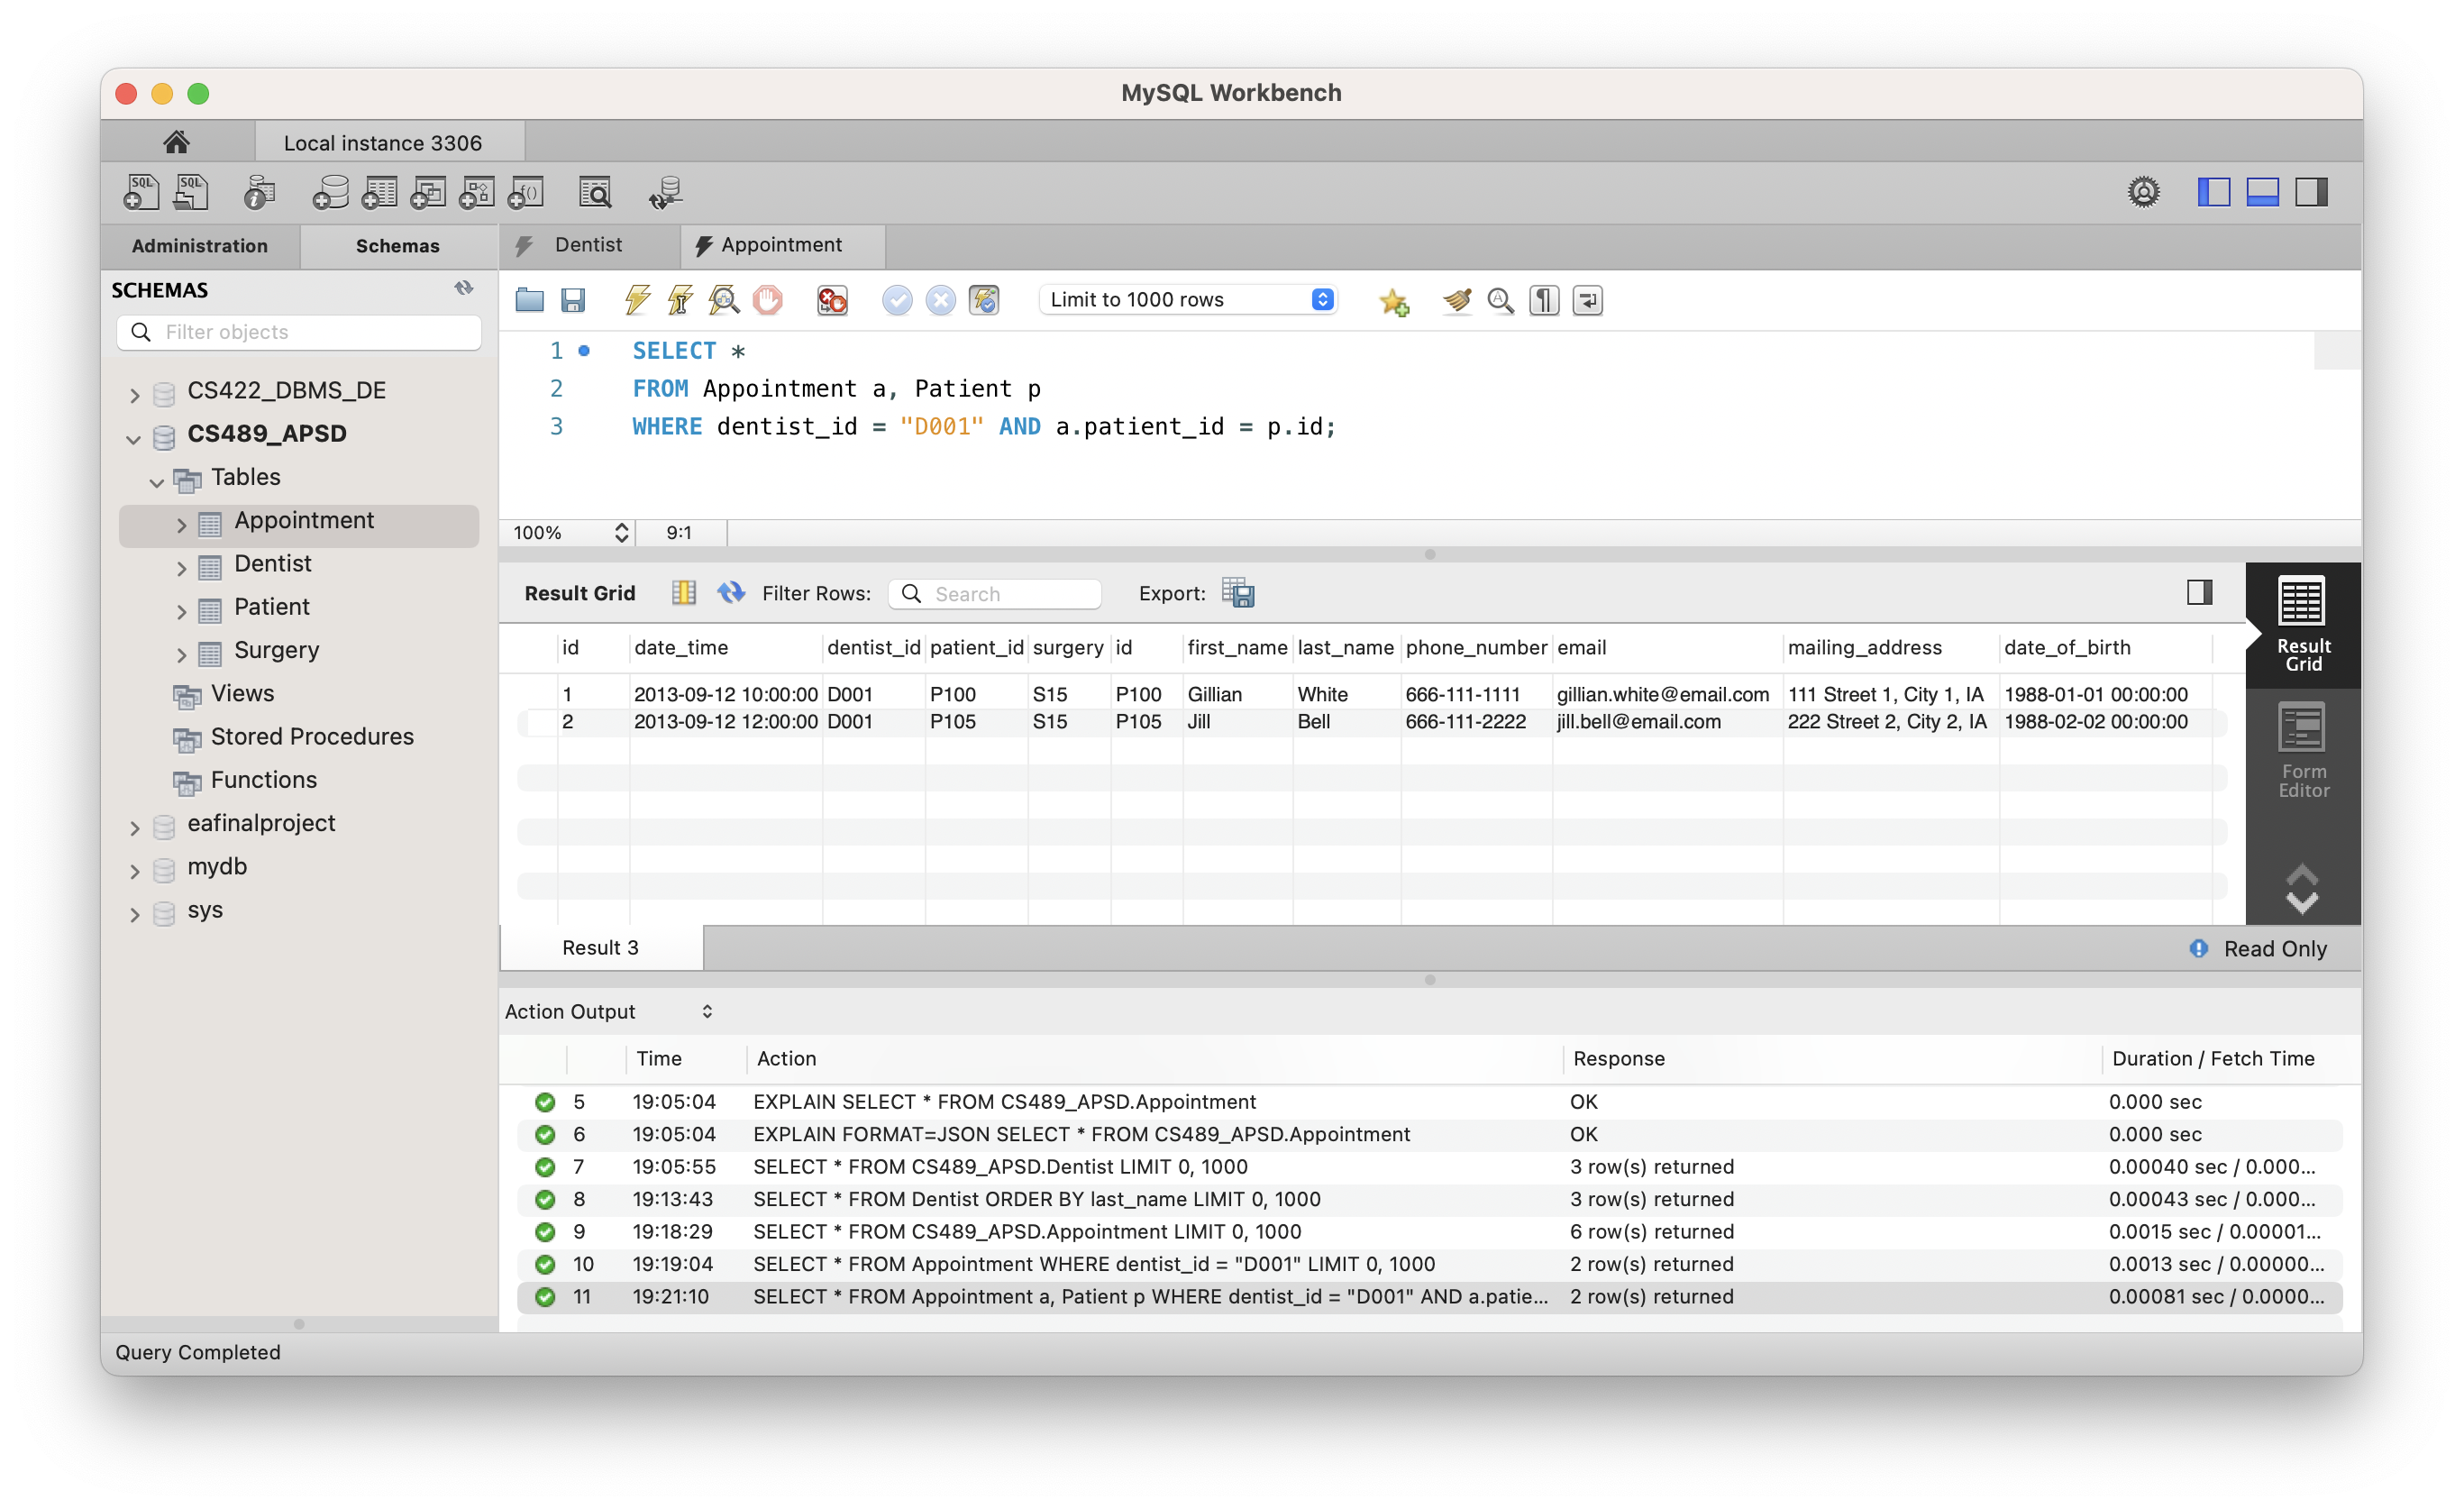 MySQL Workbench
Local instance 3306
SQL SQL i f()
Administration Schemas Dentist Appointment
SCHEMAS
Filter objects
Limit to 1000 rows
CS422_DBMS_DE
CS489_APSD
Tables
Appointment
Dentist
Patient
Surgery
Views
Stored Procedures
Functions
eafinalproject
mydb
sys
1 SELECT *
2 FROM Appointment a, Patient p
3 WHERE dentist_id = "D001" AND a.patient_id = p.id;
100% 9:1
Result Grid Filter Rows: Search Export:
id date_time dentist_id patient_id surgery id first_name last_name phone_number email mailing_address date_of_birth
1 2013-09-12 10:00:00 D001 P100 S15 P100 Gillian White 666-111-1111 gillian.white@email.com 111 Street 1, City 1, IA 1988-01-01 00:00:00
2 2013-09-12 12:00:00 D001 P105 S15 P105 Jill Bell 666-111-2222 jill.bell@email.com 222 Street 2, City 2, IA 1988-02-02 00:00:00
Result
Grid
Form
Editor
Result 3 Read Only
Action Output
Time Action Response Duration / Fetch Time
5 19:05:04 EXPLAIN SELECT * FROM CS489_APSD.Appointment OK 0.000 sec
6 19:05:04 EXPLAIN FORMAT=JSON SELECT * FROM CS489_APSD.Appointment OK 0.000 sec
7 19:05:55 SELECT * FROM CS489_APSD.Dentist LIMIT 0, 1000 3 row(s) returned 0.00040 sec / 0.000...
8 19:13:43 SELECT * FROM Dentist ORDER BY last_name LIMIT 0, 1000 3 row(s) returned 0.00043 sec / 0.000...
9 19:18:29 SELECT * FROM CS489_APSD.Appointment LIMIT 0, 1000 6 row(s) returned 0.0015 sec / 0.00001...
10 19:19:04 SELECT * FROM Appointment WHERE dentist_id = "D001" LIMIT 0, 1000 2 row(s) returned 0.0013 sec / 0.00000...
11 19:21:10 SELECT * FROM Appointment a, Patient p WHERE dentist_id = "D001" AND a.patie... 2 row(s) returned 0.00081 sec / 0.0000...
Query Completed